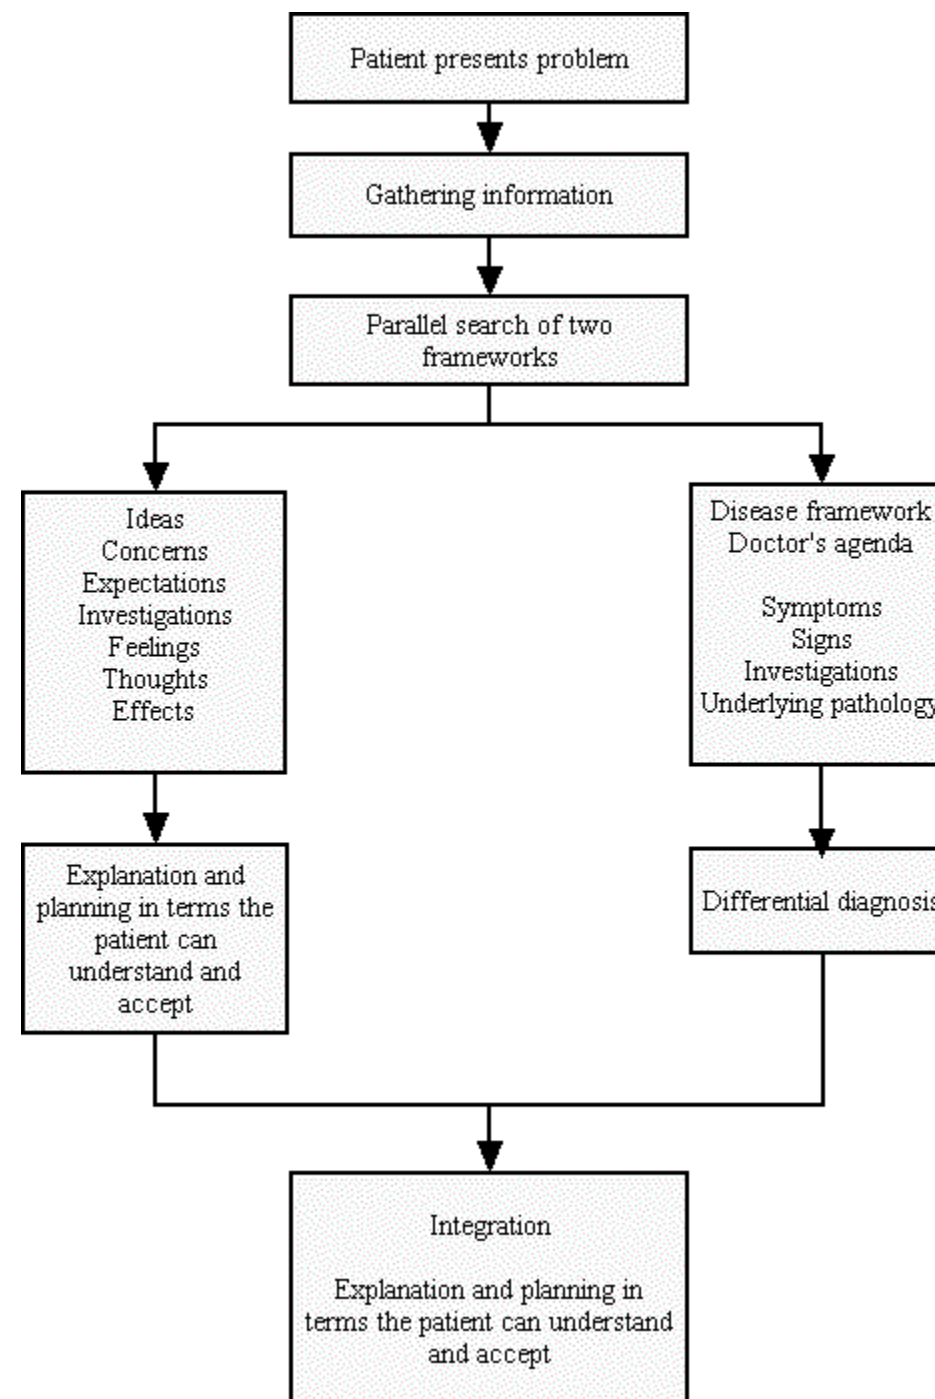 Patient presents problem
Gathering information
Parallel search of two
frameworks
Ideas
Concerns
Expectations
Investigations
Feelings
Thoughts
Effects
Disease framework
Doctor's agenda
Symptoms
Signs
Investigations
Underlying pathology
Explanation and
planning in terms the
patient can
understand and
accept
Differential diagnosis
Integration
Explanation and planning in
terms the patient can understand
and accept